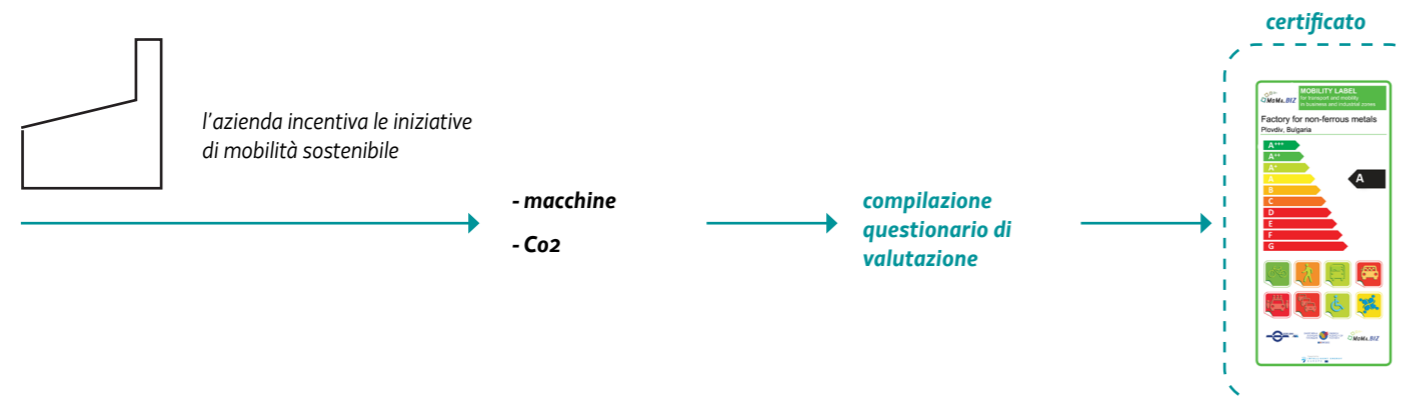 certificato
l'azienda incentiva le iniziative
di mobilità sostenibile
- macchine
- Co2
compilazione
questionario di
valutazione
MoMa.BIZ
MOBILITY LABEL
for transport and mobility
in business and industrial zones
Factory for non-ferrous metals
Plovdiv, Bulgaria
A+++
A++
A+
A
A
B
C
D
E
F
G
MoMa.BIZ